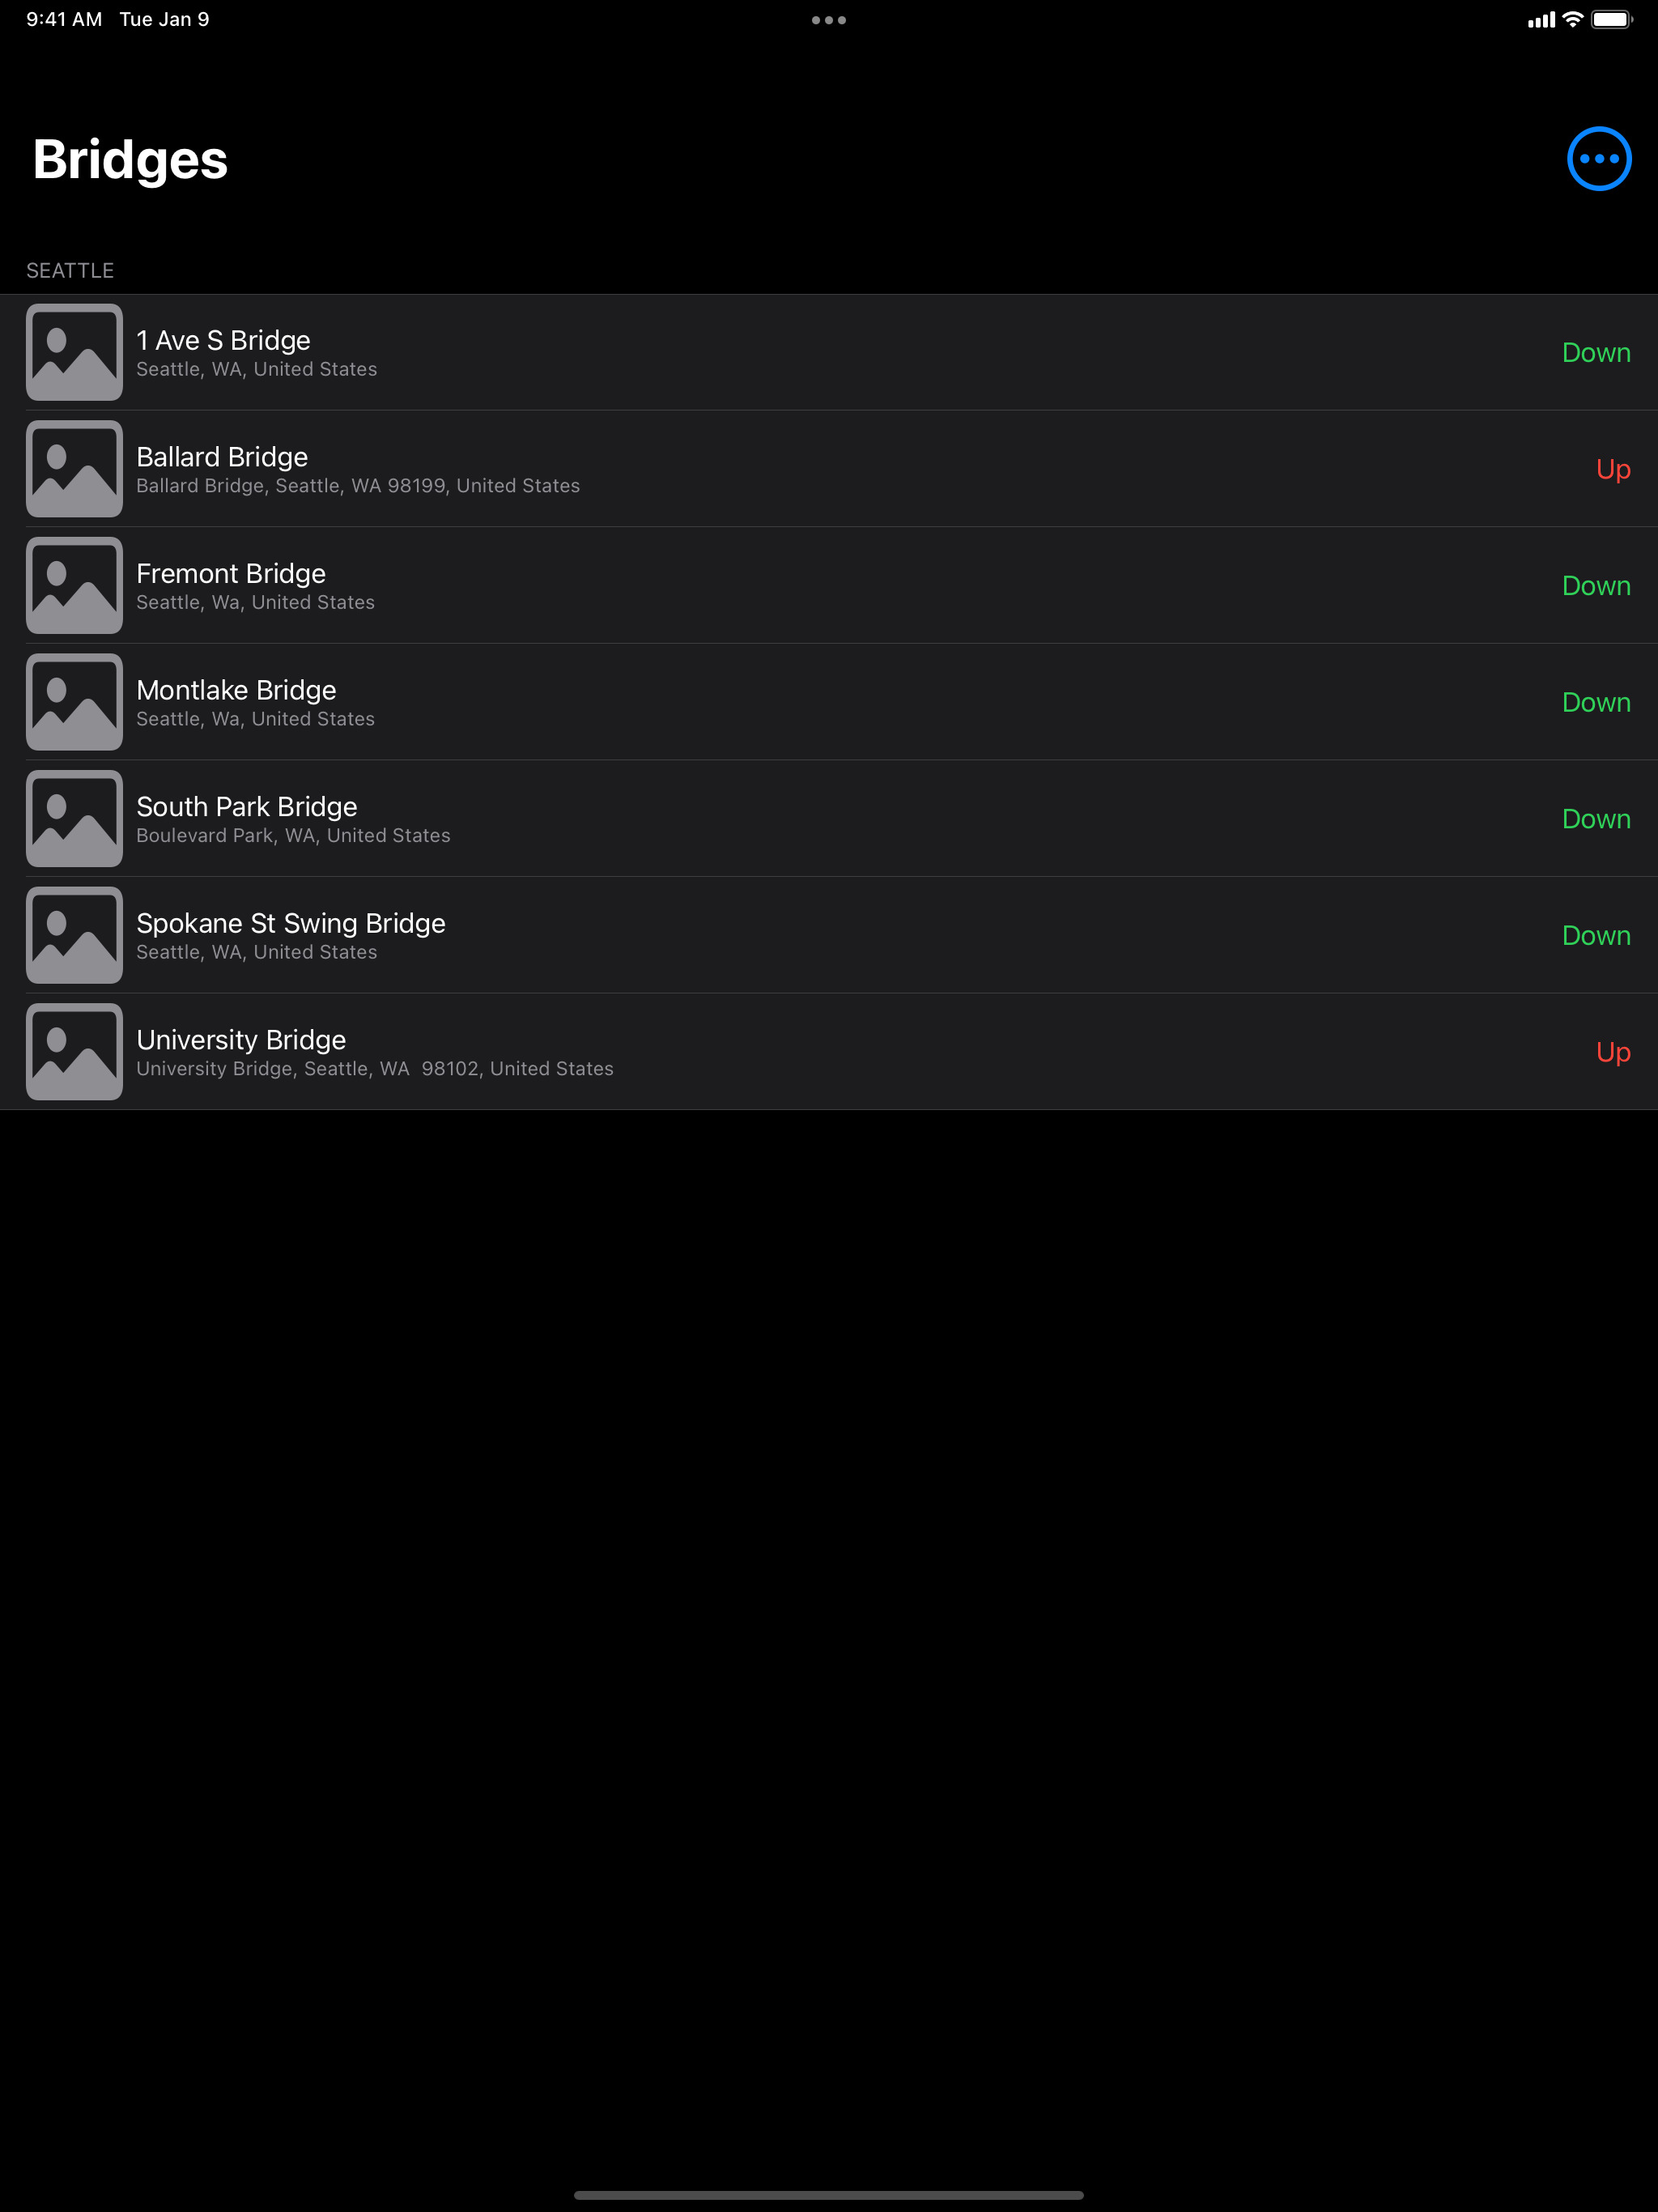 9:41 AM Tue Jan 9
Bridges
SEATTLE
1 Ave S Bridge
Seattle, WA, United States
Down
Ballard Bridge
Ballard Bridge, Seattle, WA 98199, United States
Up
Fremont Bridge
Seattle, Wa, United States
Down
Montlake Bridge
Seattle, Wa, United States
Down
South Park Bridge
Boulevard Park, WA, United States
Down
Spokane St Swing Bridge
Seattle, WA, United States
Down
University Bridge
University Bridge, Seattle, WA  98102, United States
Up